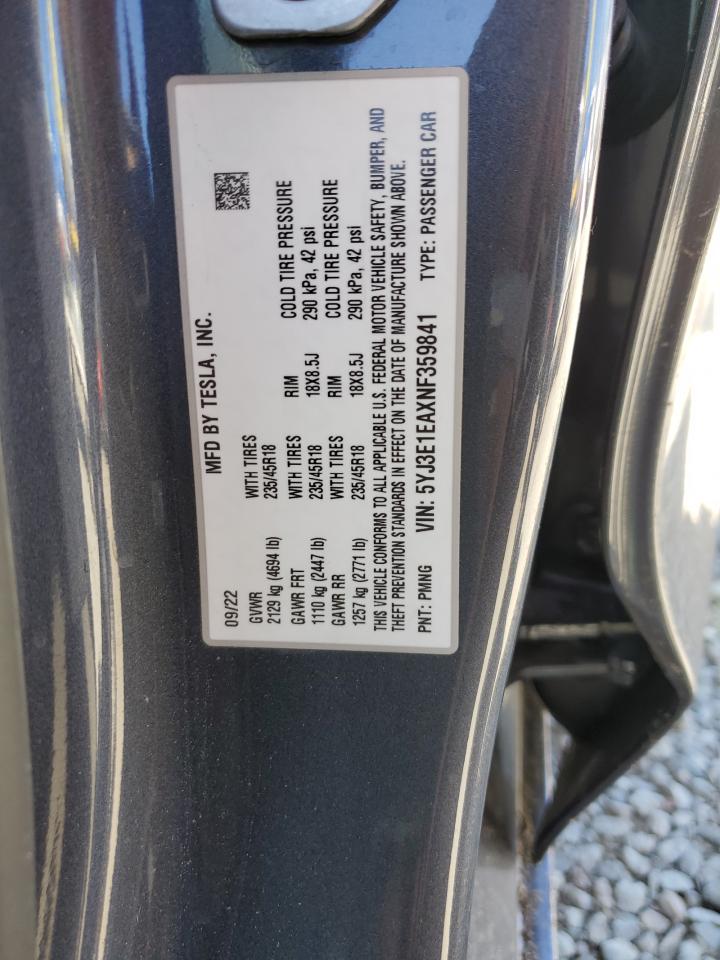 MFD BY TESLA, INC.
09/22
GVWR WITH TIRES
2129 kg (4694 lb) 235/45R18
GAWR FRT WITH TIRES RIM COLD TIRE PRESSURE
1110 kg (2447 lb) 235/45R18 18X8.5J 290 kPa, 42 psi
GAWR RR WITH TIRES RIM COLD TIRE PRESSURE
1257 kg (2771 lb) 235/45R18 18X8.5J 290 kPa, 42 psi
THIS VEHICLE CONFORMS TO ALL APPLICABLE U.S. FEDERAL MOTOR VEHICLE SAFETY, BUMPER, AND
THEFT PREVENTION STANDARDS IN EFFECT ON THE DATE OF MANUFACTURE SHOWN ABOVE.
PNT: PMNG VIN: 5YJ3E1EAXNF359841 TYPE: PASSENGER CAR